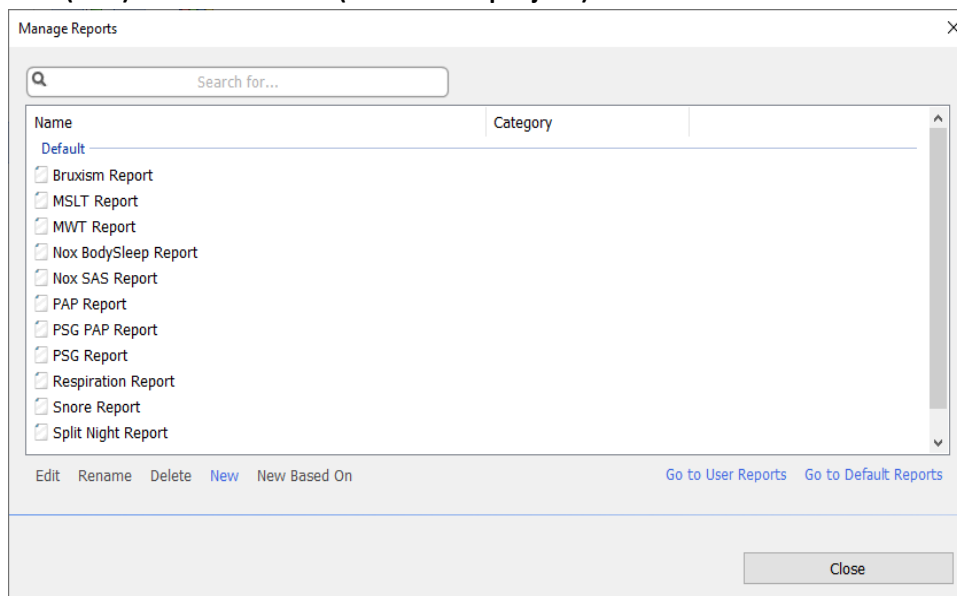 Manage Reports
Search for...
Name Category
Default
Bruxism Report
MSLT Report
MWT Report
Nox BodySleep Report
Nox SAS Report
PAP Report
PSG PAP Report
PSG Report
Respiration Report
Snore Report
Split Night Report
Edit Rename Delete New New Based On Go to User Reports Go to Default Reports
Close